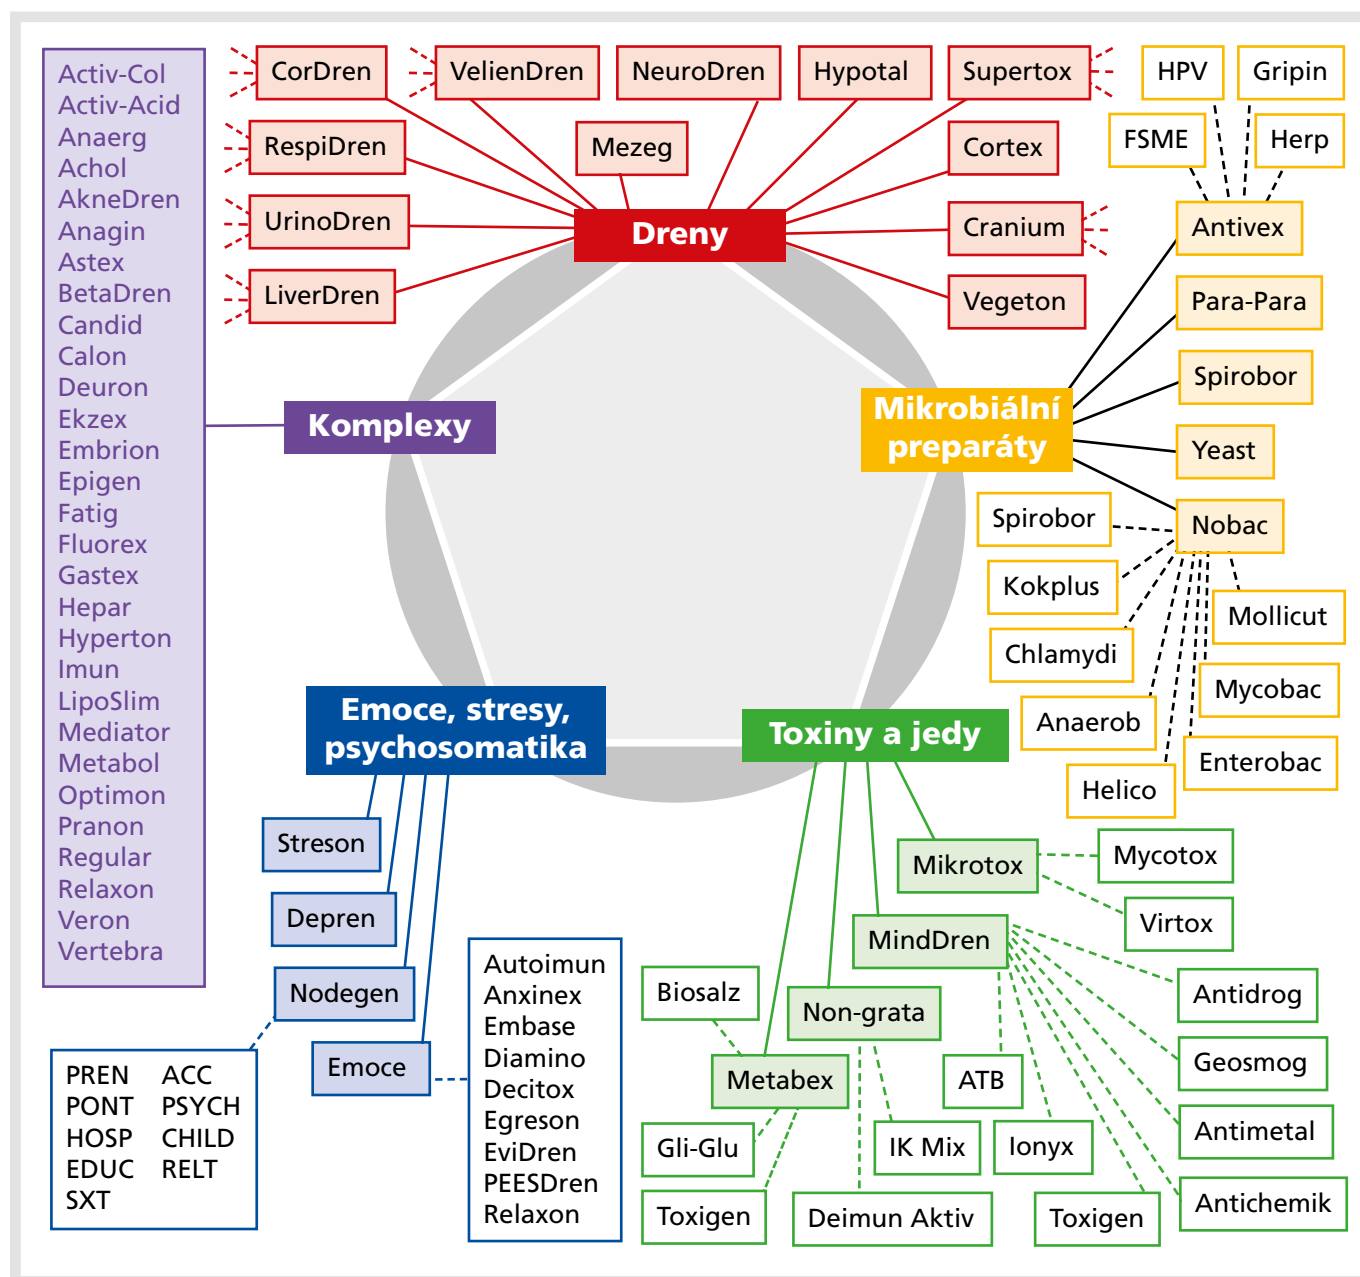 Activ-Col
Activ-Acid
Anaerg
Achol
AkneDren
Anagin
Astex
BetaDren
Candid
Calon
Deuron
Ekzex
Embrion
Epigen
Fatig
Fluorex
Gastex
Hepar
Hyperton
Imun
LipoSlim
Mediator
Metabol
Optimon
Pranon
Regular
Relaxon
Veron
Vertebra
Komplexy
CorDren
VelienDren
NeuroDren
Hypotal
Supertox
RespiDren
Mezeg
Cortex
UrinoDren
Dreny
Cranium
LiverDren
Vegeton
HPV
Gripin
FSME
Herp
Antivex
Para-Para
Spirobor
Mikrobiální
preparáty
Yeast
Nobac
Spirobor
Kokplus
Mollicut
Chlamydi
Mycobac
Anaerob
Enterobac
Helico
Emoce, stresy,
psychosomatika
Streson
Depren
Nodegen
Emoce
PREN ACC
PONT PSYCH
HOSP CHILD
EDUC RELT
SXT
Autoimun
Anxinex
Embase
Diamino
Decitox
Egreson
EviDren
PEESDren
Relaxon
Toxiny a jedy
Mikrotox
Mycotox
Virtox
MindDren
Antidrog
Biosalz
Non-grata
Geosmog
Metabex
ATB
Antimetal
Gli-Glu
IK Mix
Ionyx
Antichemik
Toxigen
Deimun Aktiv
Toxigen